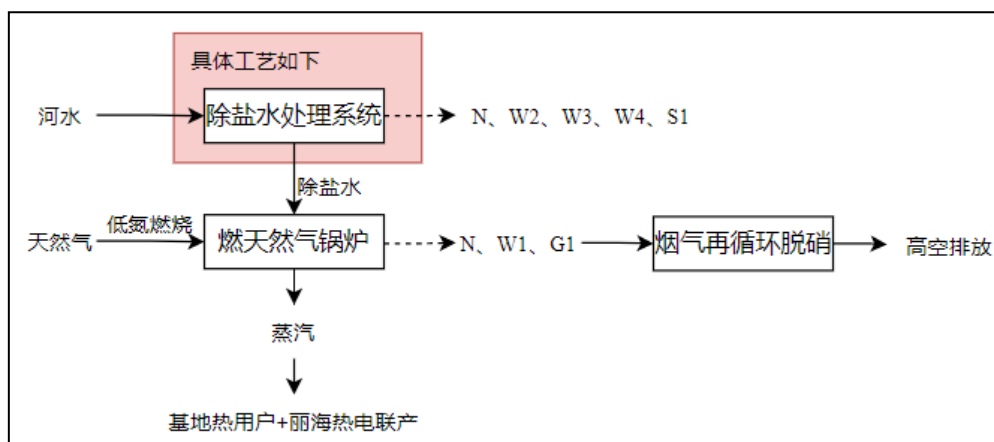 具体工艺如下
河水
除盐水处理系统
N、W2、W3、W4、S1
除盐水
天然气
低氮燃烧
燃天然气锅炉
N、W1、G1
烟气再循环脱硝
高空排放
蒸汽
基地热用户+丽海热电联产